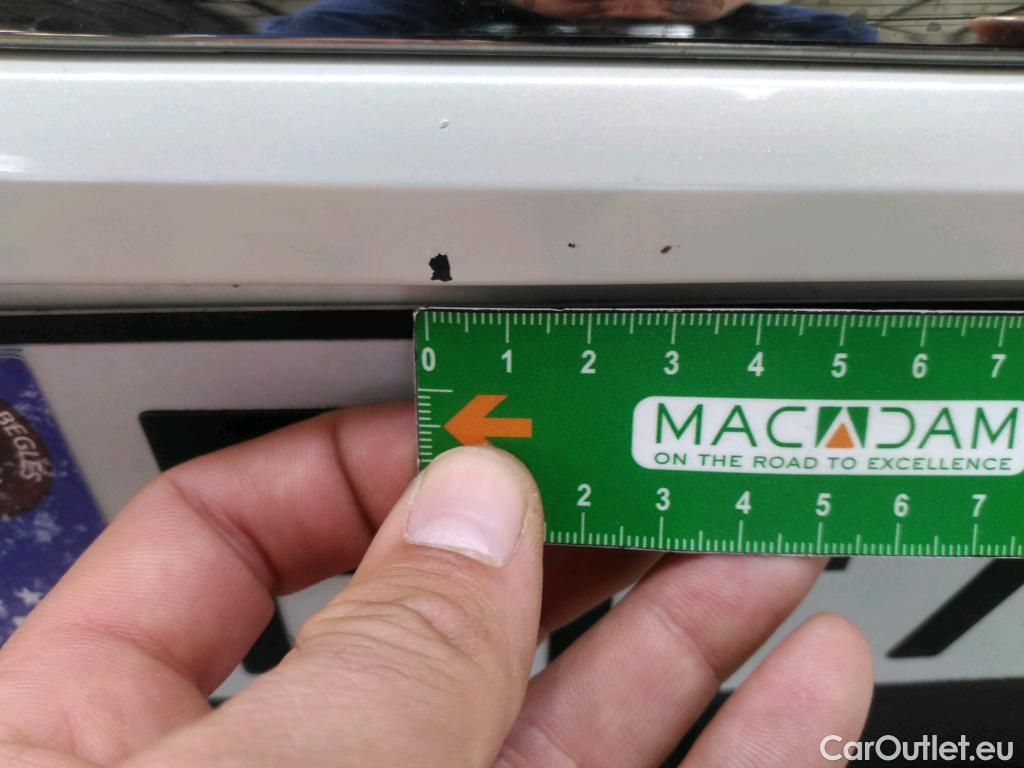 0 1 2 3 4 5 6 7
MACADAM
ON THE ROAD TO EXCELLENCE
2 3 4 5 6 7
BEGLES
CarOutlet.eu